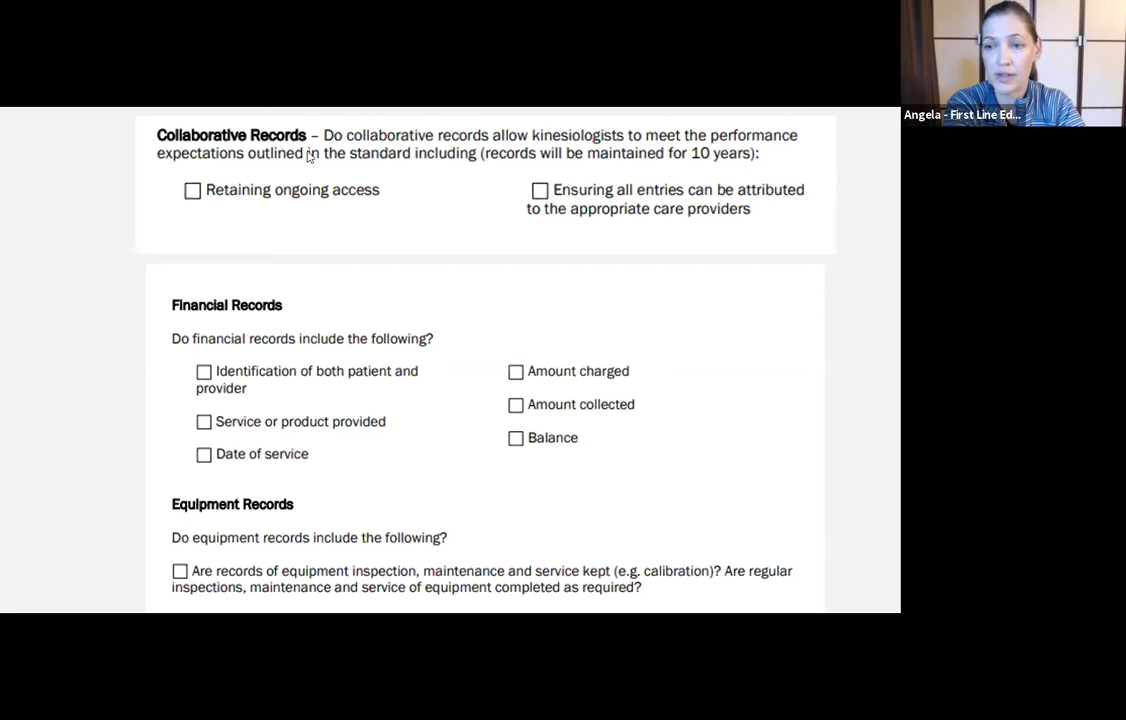 Angela - First Line Ed...
Collaborative Records – Do collaborative records allow kinesiologists to meet the performance
expectations outlined in the standard including (records will be maintained for 10 years):
Retaining ongoing access
Ensuring all entries can be attributed
to the appropriate care providers
Financial Records
Do financial records include the following?
Identification of both patient and
provider
Service or product provided
Date of service
Amount charged
Amount collected
Balance
Equipment Records
Do equipment records include the following?
Are records of equipment inspection, maintenance and service kept (e.g. calibration)? Are regular
inspections, maintenance and service of equipment completed as required?